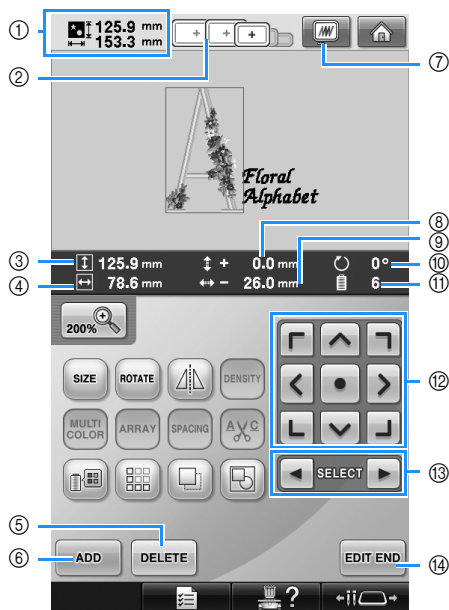 ① 125.9 mm
153.3 mm
②
⑦
Floral
Alphabet
③ 125.9 mm + 0.0 mm 0° ⑧ ⑩
④ 78.6 mm − 26.0 mm 6 ⑨ ⑪
200%
SIZE ROTATE DENSITY
MULTI COLOR ARRAY SPACING A C
⑫
SELECT ⑬
⑤
⑥ ADD DELETE EDIT END ⑭
?